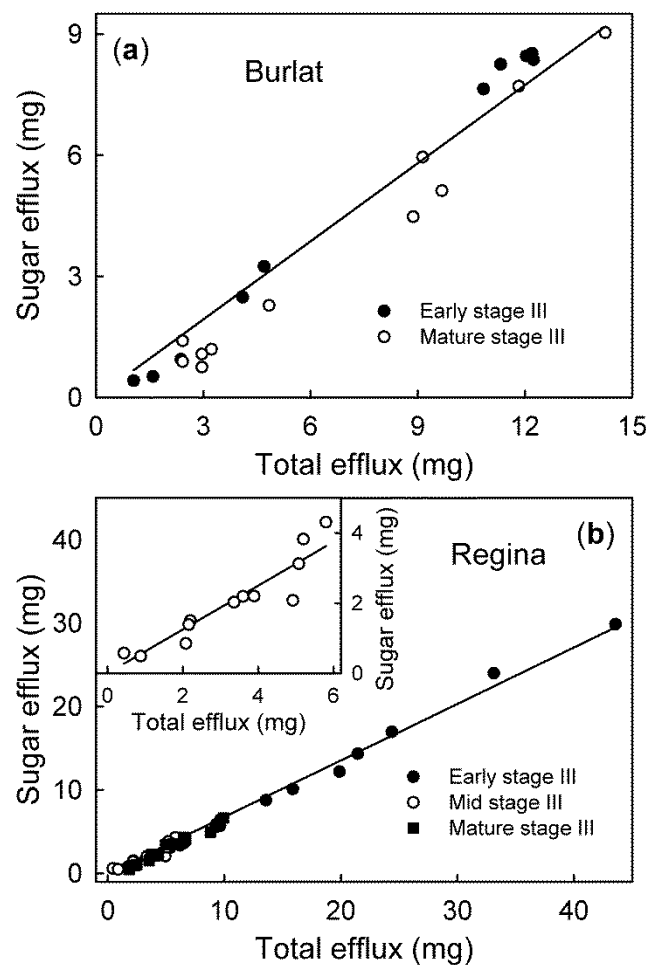 (a)
Burlat
9
6
3
0
Sugar efflux (mg)
Early stage III
Mature stage III
0 3 6 9 12 15
Total efflux (mg)
(b)
Regina
40
30
20
10
0
Sugar efflux (mg)
4
2
0
Sugar efflux (mg)
0 2 4 6
Total efflux (mg)
Early stage III
Mid stage III
Mature stage III
0 10 20 30 40
Total efflux (mg)